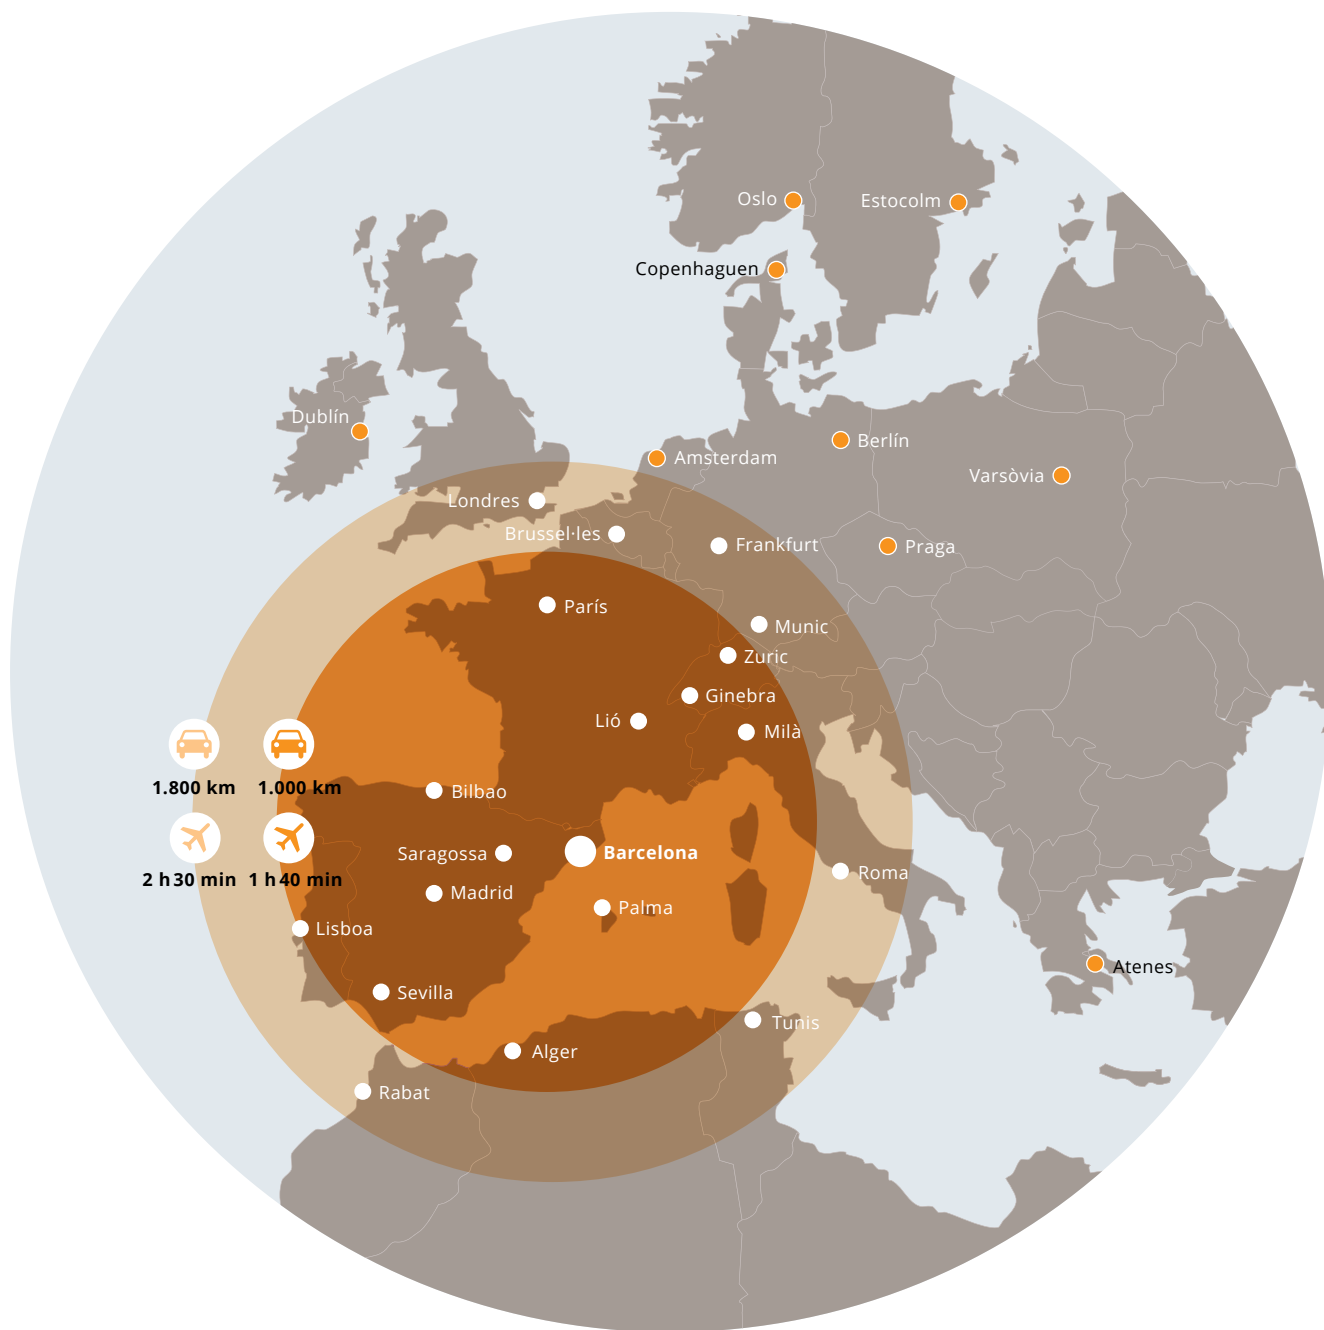 Oslo
Estocolm
Copenhaguen
Dublín
Berlín
Amsterdam
Varsòvia
Londres
Brussel·les
Frankfurt
Praga
París
Munic
Zuric
Ginebra
Lió
Milà
1.800 km
1.000 km
Bilbao
Saragossa
Barcelona
2 h 30 min
1 h 40 min
Roma
Madrid
Palma
Lisboa
Atenes
Sevilla
Tunis
Alger
Rabat